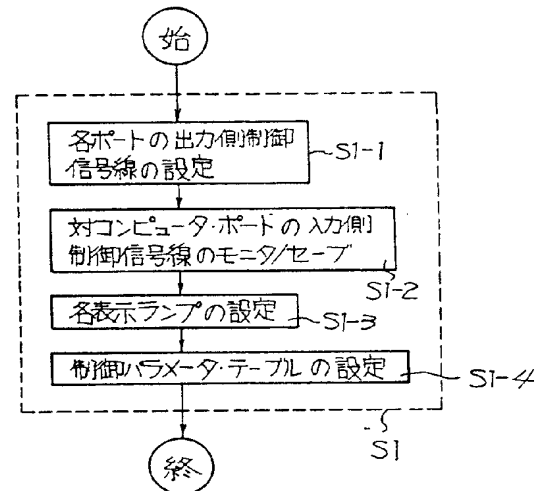 始
各ポートの出力側制御
信号線の設定
S1-1
対コンピュータ・ポートの入力側
制御信号線のモニタ/セーブ
S1-2
各表示ランプの設定
S1-3
制御パラメータ・テーブルの設定
S1-4
S1
終